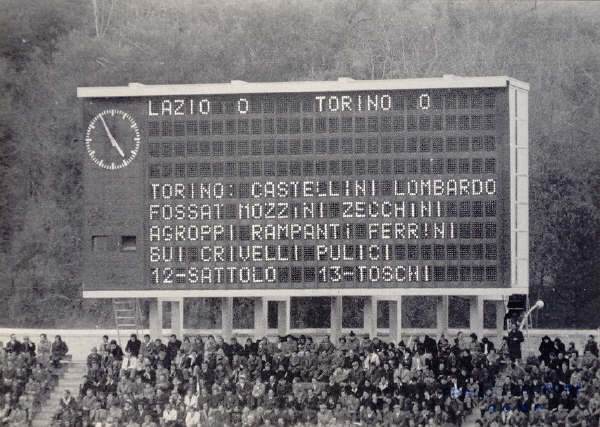 LAZIO 0 TORINO 0
TORINO: CASTELLINI LOMBARDO
FOSSAT MOZZINI ZECCHINI
AGROPPI RAMPANTI FERRINI
BUI CRIVELLI PULICI
12-SATTOLO 13-TOSCHI